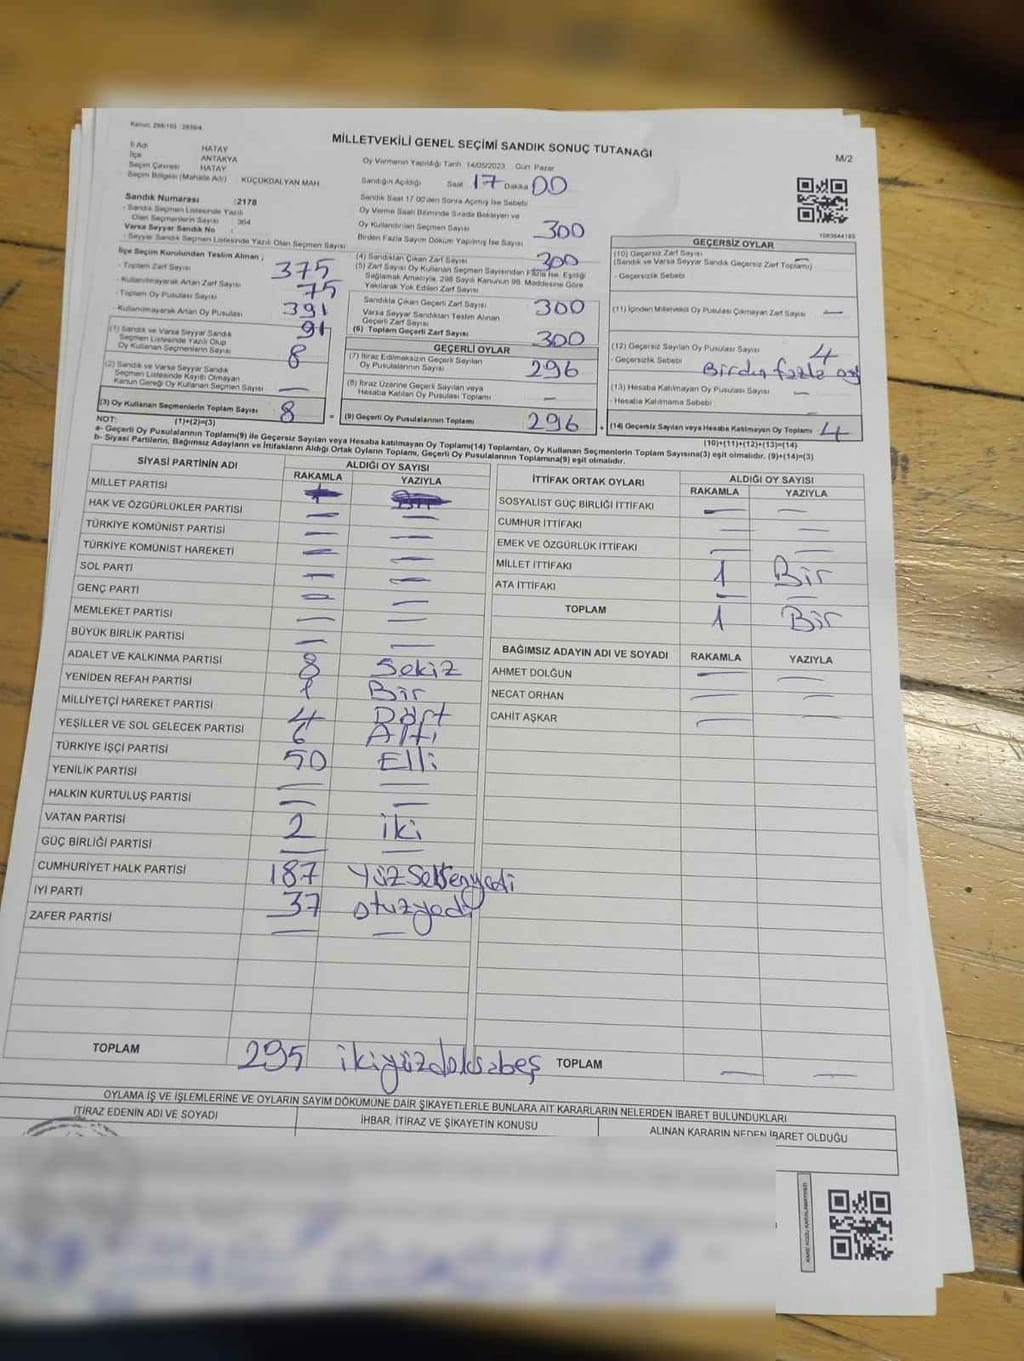 Kanun: 298/105 : 2839/4
MİLLETVEKİLİ GENEL SEÇİMİ SANDIK SONUÇ TUTANAĞI
M/2
İl Adı HATAY
İlçe ANTAKYA
Seçim Çevresi HATAY
Seçim Bölgesi (Mahalle Adı) KÜÇÜKDALYAN MAH
Oy Vermenin Yapıldığı Tarih 14/05/2023 Gün: Pazar
Sandığın Açıldığı Saat 17 Dakika 00
Sandık Numarası :2178
- Sandık Seçmen Listesinde Yazılı
Olan Seçmenlerin Sayısı : 364
Varsa Seyyar Sandık No :
- Seyyar Sandık Seçmen Listesinde Yazılı Olan Seçmen Sayısı
Sandık Saat 17.00'den Sonra Açılmış İse Sebebi
Oy Verme Saati Bitiminde Sırada Bekleyen ve
Oy Kullandırılan Seçmen Sayısı 300
Birden Fazla Sayım Döküm Yapılmış İse Sayısı
İlçe Seçim Kurulundan Teslim Alınan ;
- Toplam Zarf Sayısı 375
- Kullanılmayarak Artan Zarf Sayısı 75
- Toplam Oy Pusulası Sayısı 391
- Kullanılmayarak Artan Oy Pusulası 91
(1) Sandık ve Varsa Seyyar Sandık
Seçmen Listesinde Yazılı Olup
Oy Kullanan Seçmenlerin Sayısı 8
(2) Sandık ve Varsa Seyyar Sandık
Seçmen Listesinde Kayıtlı Olmayan
Kanun Gereği Oy Kullanan Seçmen Sayısı —
(3) Oy Kullanan Seçmenlerin Toplam Sayısı 8
(1)+(2)=(3)
(4) Sandıktan Çıkan Zarf Sayısı 300
(5) Zarf Sayısı Oy Kullanan Seçmen Sayısından Fazla İse, Eşitliği
Sağlamak Amacıyla, 298 Sayılı Kanunun 98. Maddesine Göre
Yakılarak Yok Edilen Zarf Sayısı
Sandıkta Çıkan Geçerli Zarf Sayısı 300
Varsa Seyyar Sandıktan Teslim Alınan
Geçerli Zarf Sayısı
(6) Toplam Geçerli Zarf Sayısı 300
GEÇERLİ OYLAR
(7) İtiraz Edilmeksizin Geçerli Sayılan
Oy Pusulası Sayısı 296
(8) İtiraz Üzerine Geçerli Sayılan veya
Hesaba Katılan Oy Pusulası Toplamı —
(9) Geçerli Oy Pusulalarının Toplamı 296
1083644185
GEÇERSİZ OYLAR
(10) Geçersiz Zarf Sayısı —
(Sandık ve Varsa Seyyar Sandık Geçersiz Zarf Toplamı)
- Geçersizlik Sebebi
(11) İçinden Milletvekili Oy Pusulası Çıkmayan Zarf Sayısı —
(12) Geçersiz Sayılan Oy Pusulası Sayısı 4
- Geçersizlik Sebebi Birden fazla oy
(13) Hesaba Katılmayan Oy Pusulası Sayısı —
- Hesaba Katılmama Sebebi
(14) Geçersiz Sayılan veya Hesaba Katılmayan Oy Toplamı 4
(10)+(11)+(12)+(13)=(14)
NOT:
a- Geçerli Oy Pusulalarının Toplamı(9) ile Geçersiz Sayılan veya Hesaba katılmayan Oy Toplamı(14) Toplamları, Oy Kullanan Seçmenlerin Toplam Sayısına(3) eşit olmalıdır. (9)+(14)=(3)
b- Siyasi Partilerin, Bağımsız Adayların ve İttifakların Aldığı Ortak Oyların Toplamı, Geçerli Oy Pusulalarının Toplamına(9) eşit olmalıdır.
SİYASİ PARTİNİN ADI ALDIĞI OY SAYISI
RAKAMLA YAZIYLA
MİLLET PARTİSİ
HAK VE ÖZGÜRLÜKLER PARTİSİ — —
TÜRKİYE KOMÜNİST PARTİSİ — —
TÜRKİYE KOMÜNİST HAREKETİ — —
SOL PARTİ — —
GENÇ PARTİ — —
MEMLEKET PARTİSİ — —
BÜYÜK BİRLİK PARTİSİ — —
ADALET VE KALKINMA PARTİSİ 8 Sekiz
YENİDEN REFAH PARTİSİ 1 Bir
MİLLİYETÇİ HAREKET PARTİSİ 4 Dört
YEŞİLLER VE SOL GELECEK PARTİSİ 6 Altı
TÜRKİYE İŞÇİ PARTİSİ 50 Elli
YENİLİK PARTİSİ — —
HALKIN KURTULUŞ PARTİSİ — —
VATAN PARTİSİ 2 iki
GÜÇ BİRLİĞİ PARTİSİ — —
CUMHURİYET HALK PARTİSİ 187 Yüzseksenyedi
İYİ PARTİ 37 otuzyedi
ZAFER PARTİSİ — —
TOPLAM 295 ikiyüzdoksabeş
İTTİFAK ORTAK OYLARI ALDIĞI OY SAYISI
RAKAMLA YAZIYLA
SOSYALİST GÜÇ BİRLİĞİ İTTİFAKI — —
CUMHUR İTTİFAKI — —
EMEK VE ÖZGÜRLÜK İTTİFAKI — —
MİLLET İTTİFAKI 1 Bir
ATA İTTİFAKI — —
TOPLAM 1 Bir
BAĞIMSIZ ADAYIN ADI VE SOYADI RAKAMLA YAZIYLA
AHMET DOLĞUN — —
NECAT ORHAN — —
CAHİT AŞKAR — —
TOPLAM — —
OYLAMA İŞ VE İŞLEMLERİNE VE OYLARIN SAYIM DÖKÜMÜNE DAİR ŞİKAYETLERLE BUNLARA AİT KARARLARIN NELERDEN İBARET BULUNDUKLARI
İTİRAZ EDENİN ADI VE SOYADI İHBAR, İTİRAZ VE ŞİKAYETİN KONUSU ALINAN KARARIN NEDEN İBARET OLDUĞU